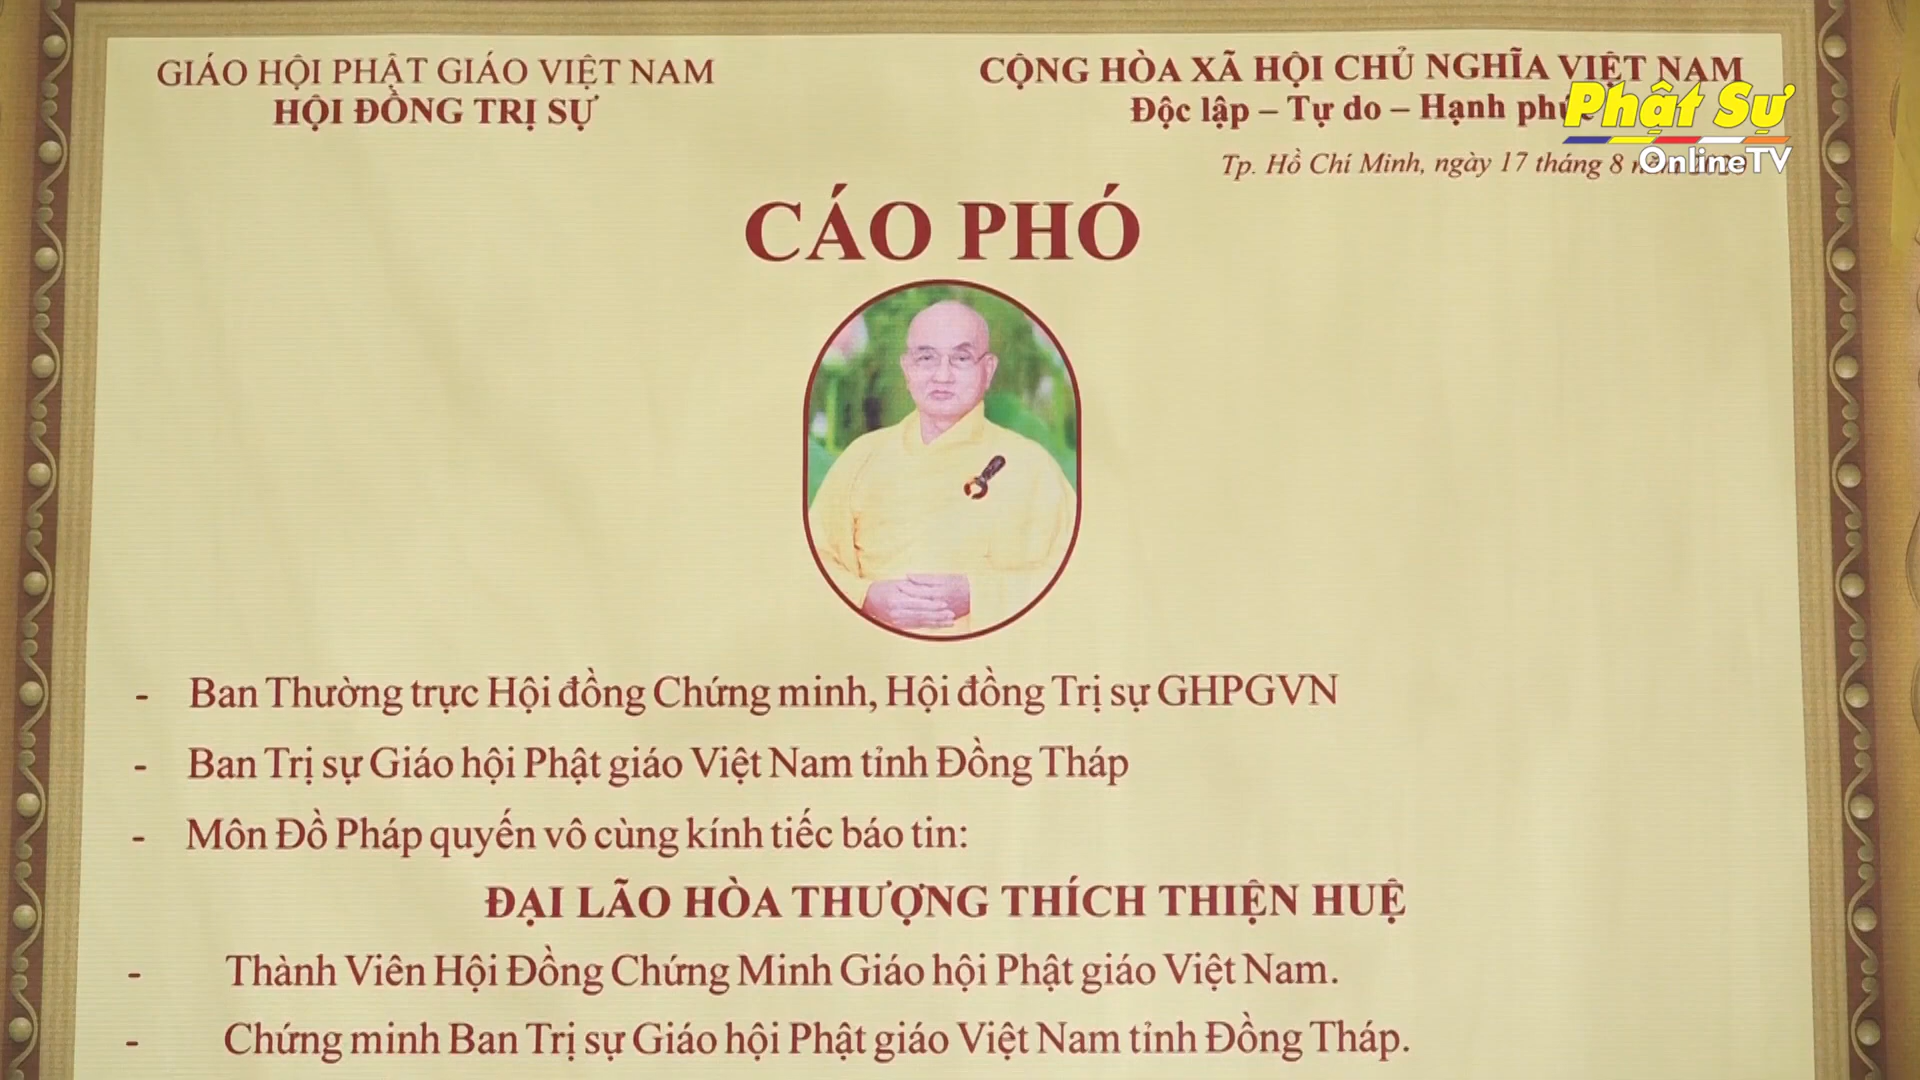 GIÁO HỘI PHẬT GIÁO VIỆT NAM
HỘI ĐỒNG TRỊ SỰ
CỘNG HÒA XÃ HỘI CHỦ NGHĨA VIỆT NAM
Độc lập – Tự do – Hạnh phúc
Phật Sự
OnlineTV
Tp. Hồ Chí Minh, ngày 17 tháng 8
CÁO PHÓ
- Ban Thường trực Hội đồng Chứng minh, Hội đồng Trị sự GHPGVN
- Ban Trị sự Giáo hội Phật giáo Việt Nam tỉnh Đồng Tháp
- Môn Đồ Pháp quyến vô cùng kính tiếc báo tin:
ĐẠI LÃO HÒA THƯỢNG THÍCH THIỆN HUỆ
- Thành Viên Hội Đồng Chứng Minh Giáo hội Phật giáo Việt Nam.
- Chứng minh Ban Trị sự Giáo hội Phật giáo Việt Nam tỉnh Đồng Tháp.